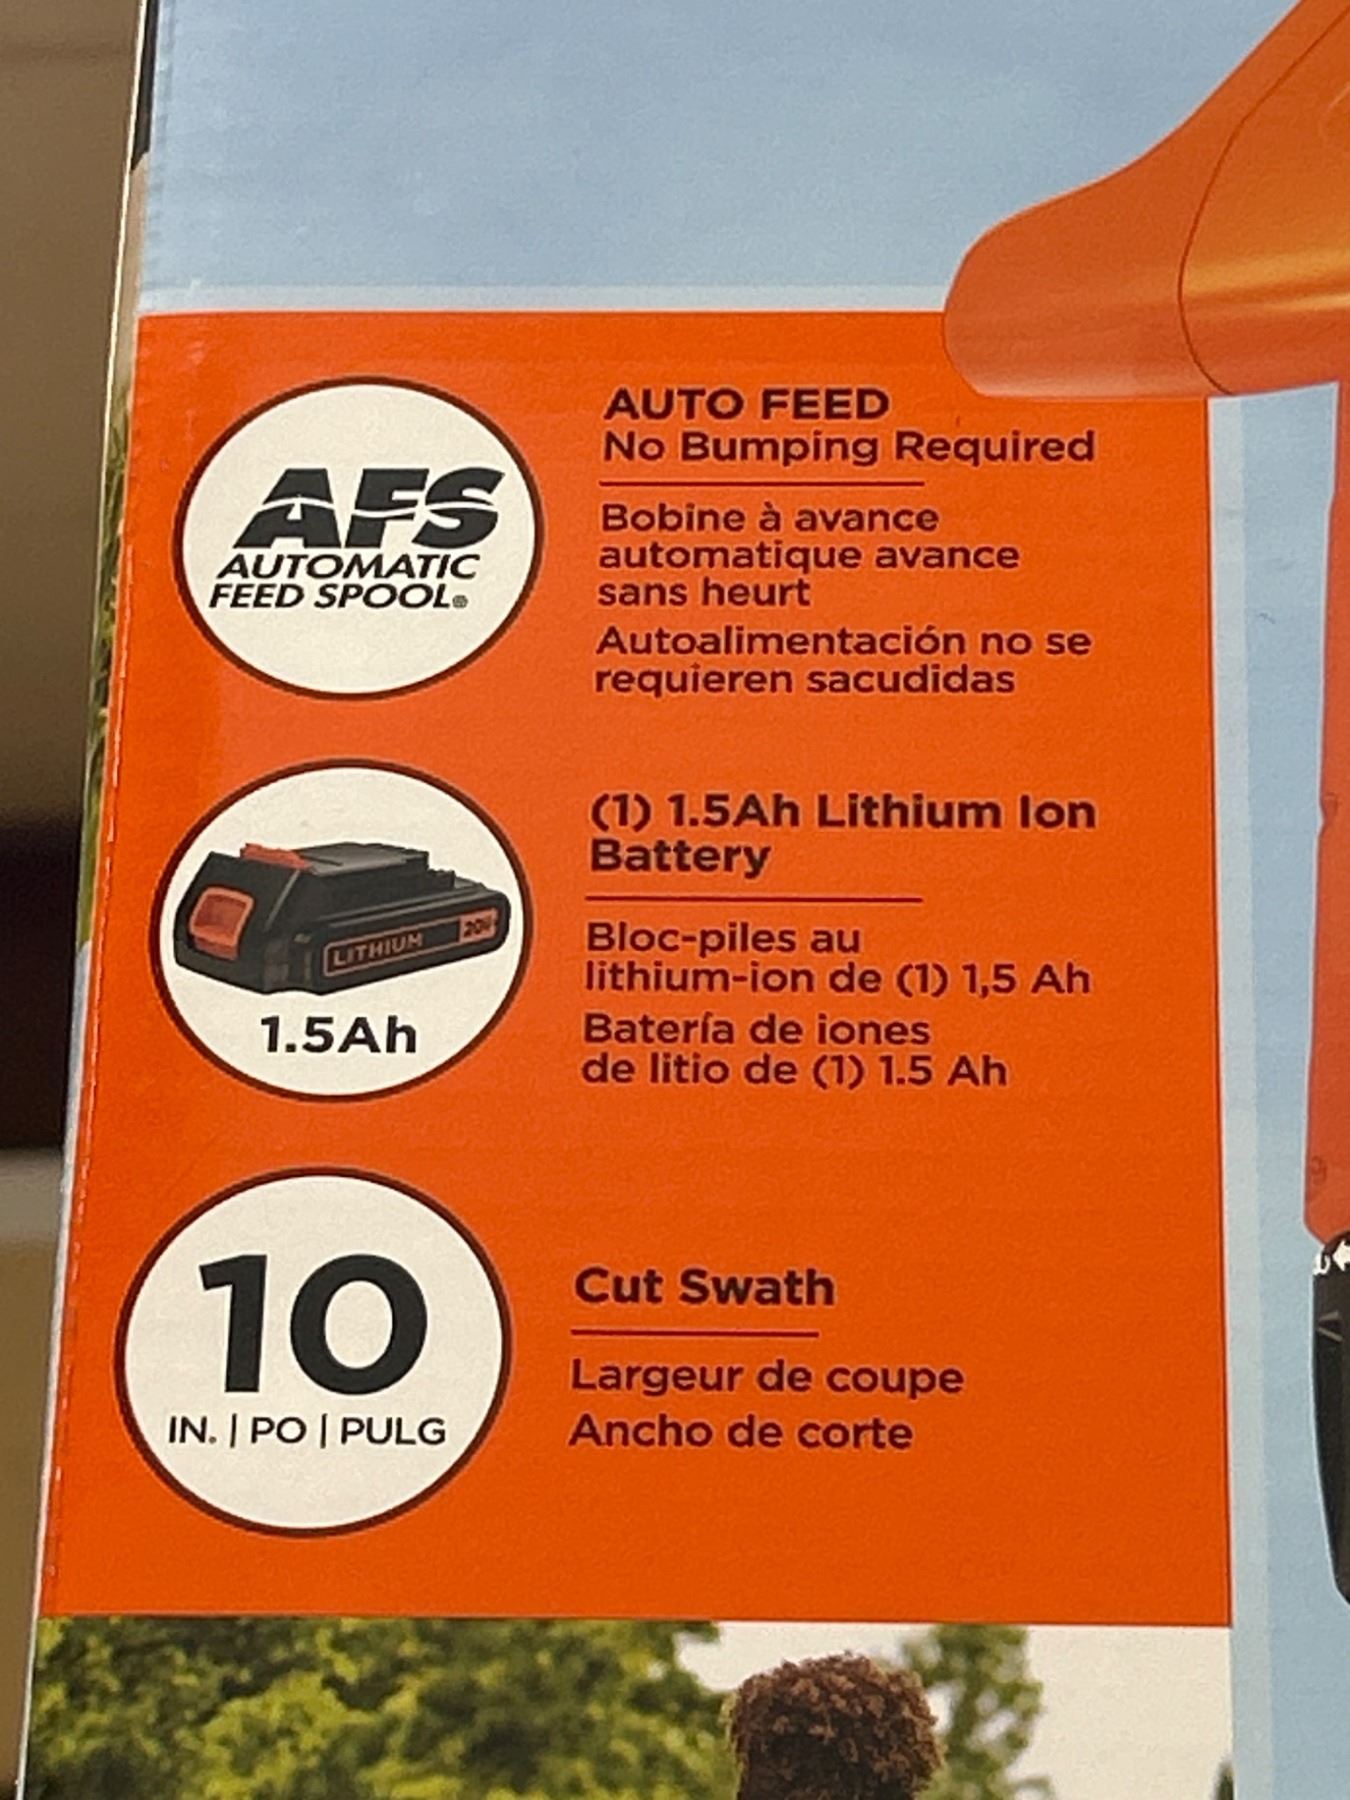 AFS
AUTOMATIC
FEED SPOOL®
AUTO FEED
No Bumping Required
Bobine à avance
automatique avance
sans heurt
Autoalimentación no se
requieren sacudidas
LITHIUM
1.5Ah
(1) 1.5Ah Lithium Ion
Battery
Bloc-piles au
lithium-ion de (1) 1,5 Ah
Batería de iones
de litio de (1) 1.5 Ah
10
IN. | PO | PULG
Cut Swath
Largeur de coupe
Ancho de corte